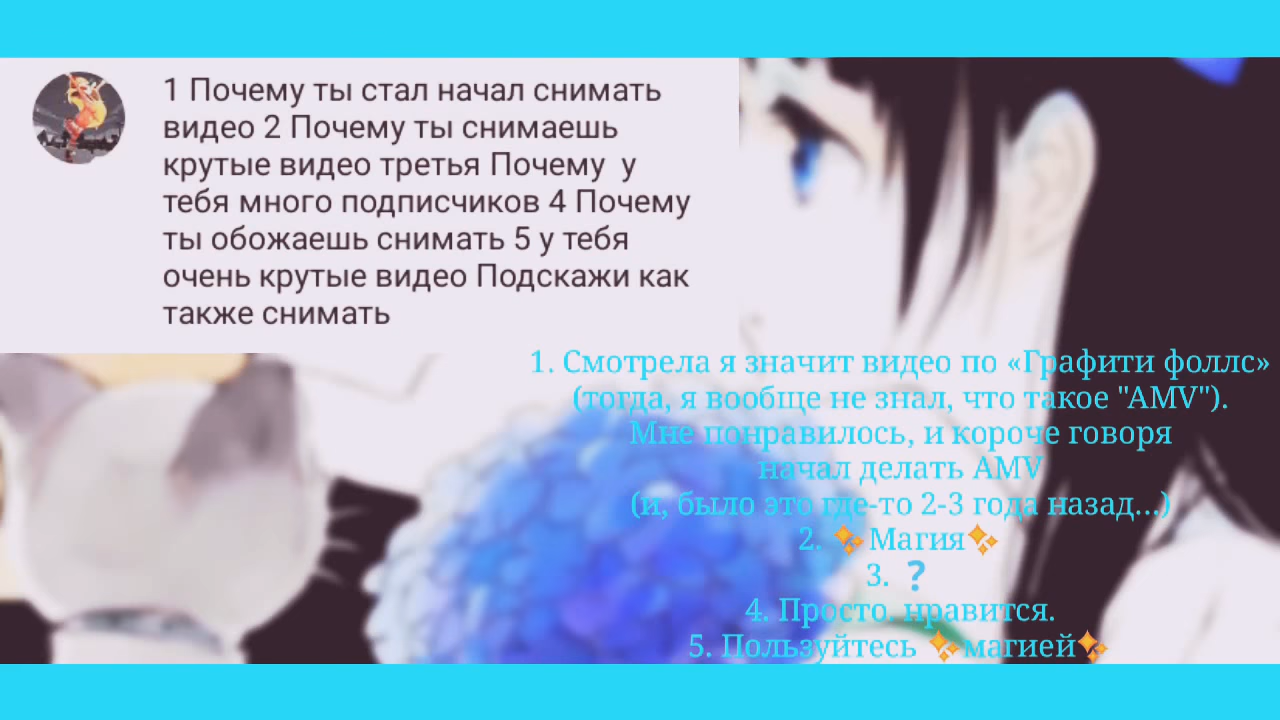 1 Почему ты стал начал снимать
видео 2 Почему ты снимаешь
крутые видео третья Почему у
тебя много подписчиков 4 Почему
ты обожаешь снимать 5 у тебя
очень крутые видео Подскажи как
также снимать
1. Смотрела я значит видео по «Графити фоллс»
(тогда, я вообще не знал, что такое "AMV").
Мне понравилось, и короче говоря
начал делать AMV
(и, было это где-то 2-3 года назад...)
2. ✨Магия✨
3. ❓
4. Просто. нравится.
5. Пользуйтесь ✨магией✨